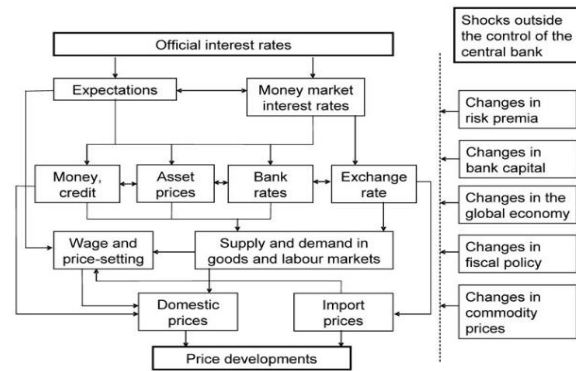 Official interest rates
Shocks outside
the control of the
central bank
Expectations
Money market
interest rates
Changes in
risk premia
Money,
credit
Asset
prices
Bank
rates
Exchange
rate
Changes in
bank capital
Changes in the
global economy
Wage and
price-setting
Supply and demand in
goods and labour markets
Changes in
fiscal policy
Domestic
prices
Import
prices
Changes in
commodity
prices
Price developments